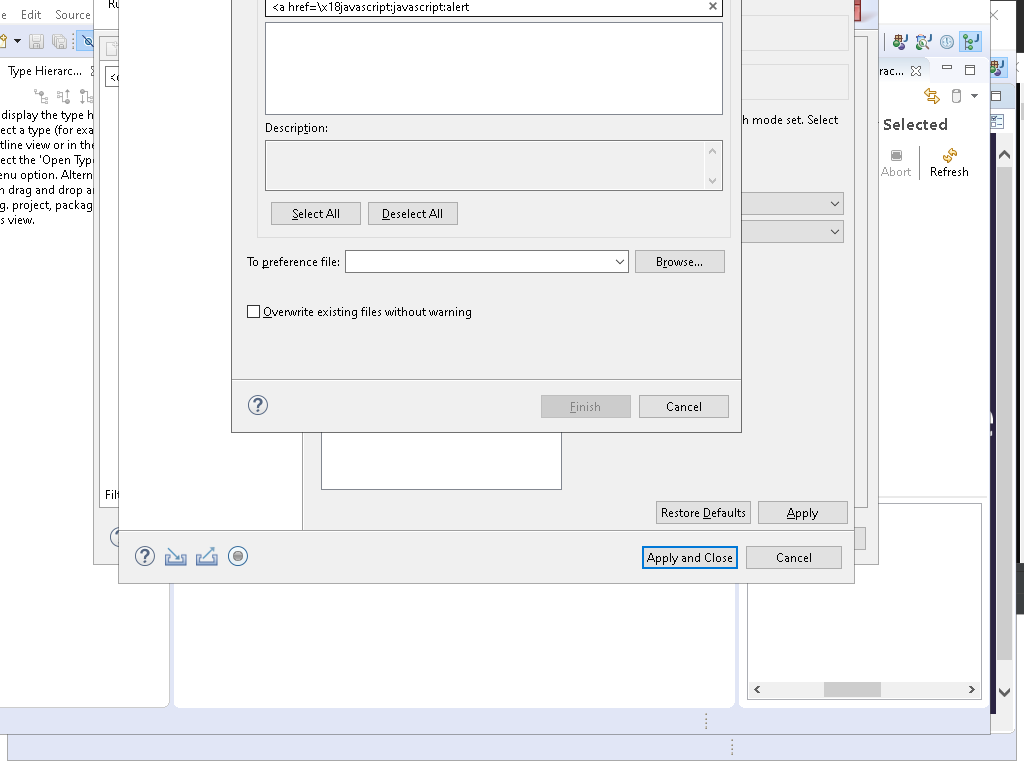 Edit Source
<a href=\x18javascript:javascript:alert
Type Hierarc...
rac...
display the type h
ect a type (for exa
tline view or in the
ect the 'Open Typ
enu option. Altern
n drag and drop a
g. project, packag
s view.
Description:
h mode set. Select
Selected
Abort
Refresh
Select All
Deselect All
To preference file:
Browse...
Overwrite existing files without warning
Finish
Cancel
Filt
Restore Defaults
Apply
Apply and Close
Cancel